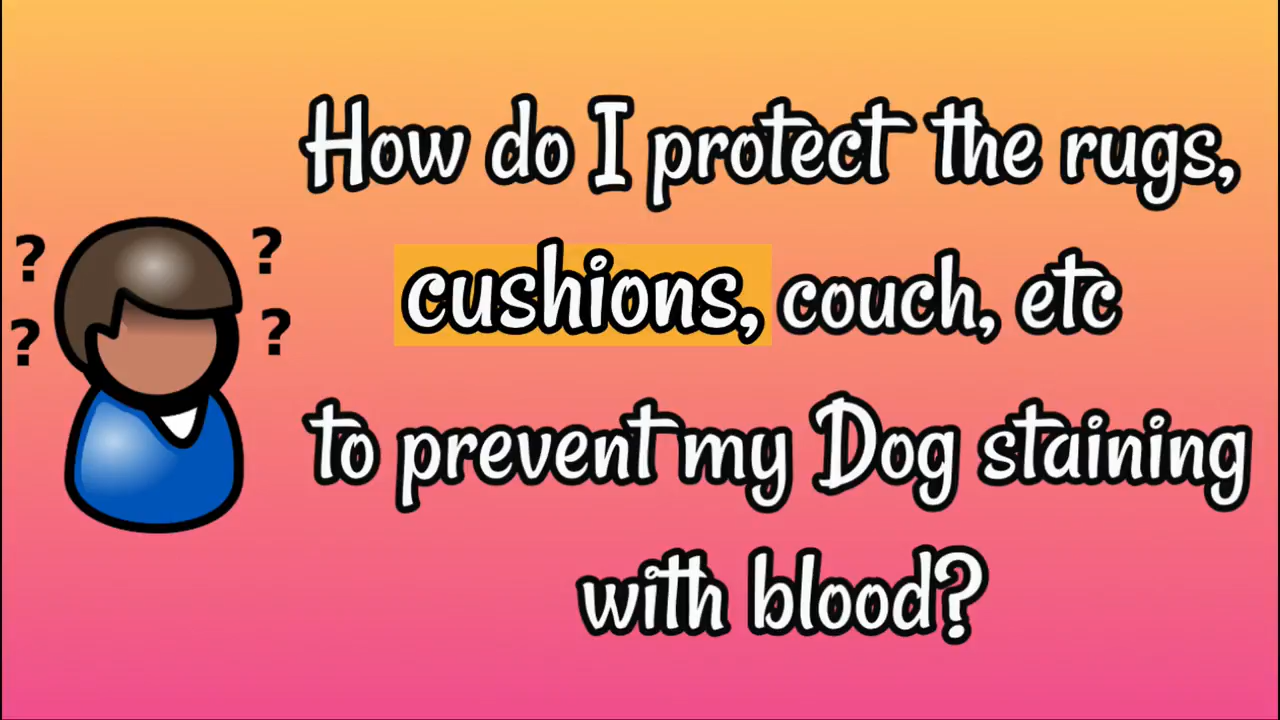 How do I protect the rugs,
cushions, couch, etc
to prevent my Dog staining
with blood?
? ?
? ?